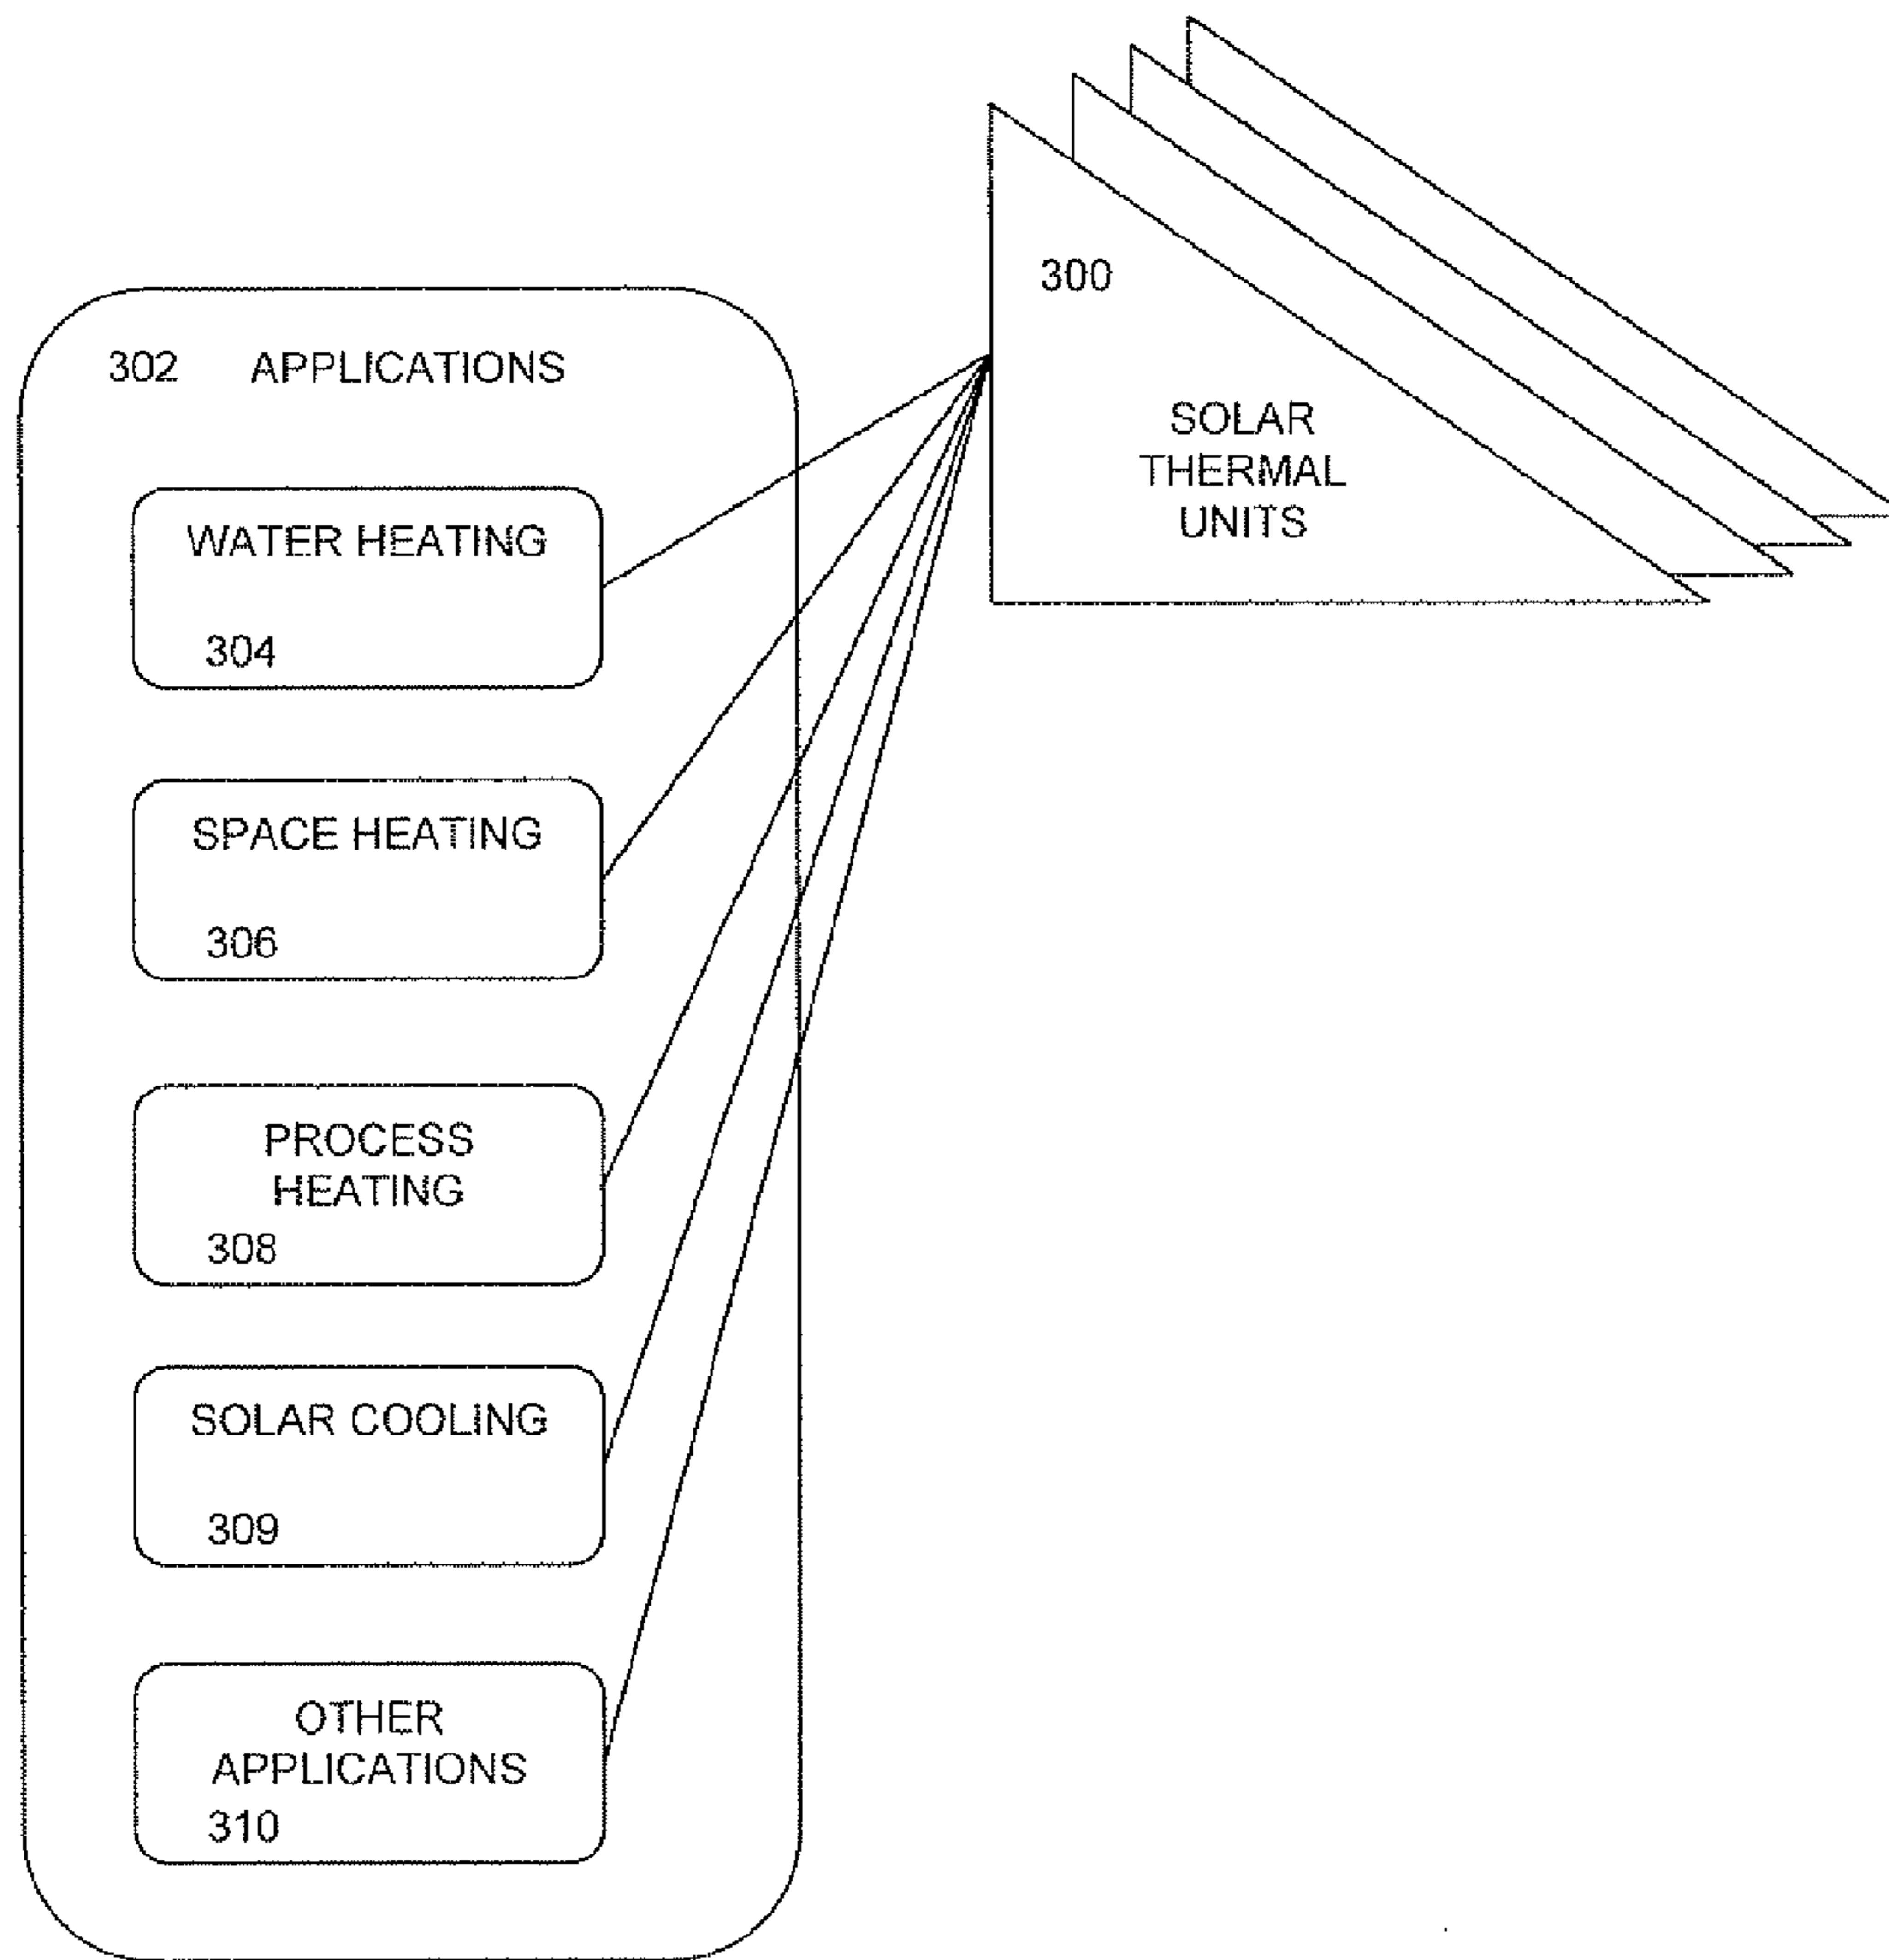 300
SOLAR
THERMAL
UNITS
302 APPLICATIONS
WATER HEATING
304
SPACE HEATING
306
PROCESS
HEATING
308
SOLAR COOLING
309
OTHER
APPLICATIONS
310